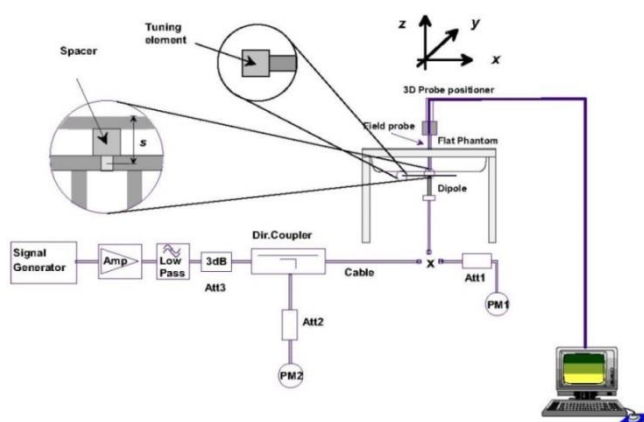 Tuning
element
Spacer
z
y
x
3D Probe positioner
Field probe
Flat Phantom
s
Dipole
Signal
Generator
Amp
Low
Pass
3dB
Att3
Dir.Coupler
Cable
x
Att1
PM1
Att2
PM2